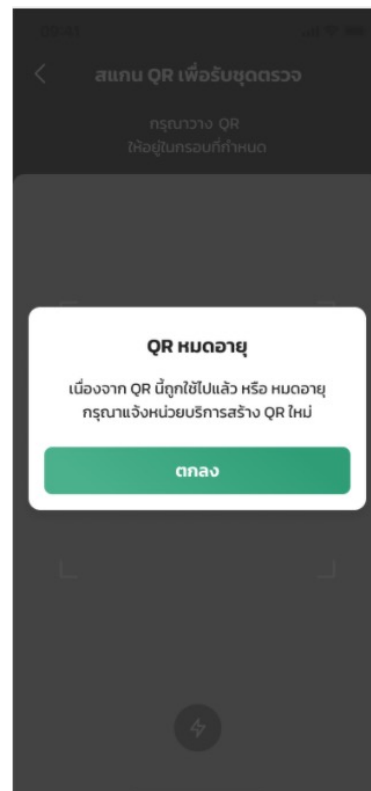 09:41
สแกน QR เพื่อรับชุดตรวจ
กรุณาวาง QR
ให้อยู่ในกรอบที่กำหนด
QR หมดอายุ
เนื่องจาก QR นี้ถูกใช้ไปแล้ว หรือ หมดอายุ
กรุณาแจ้งหน่วยบริการสร้าง QR ใหม่
ตกลง